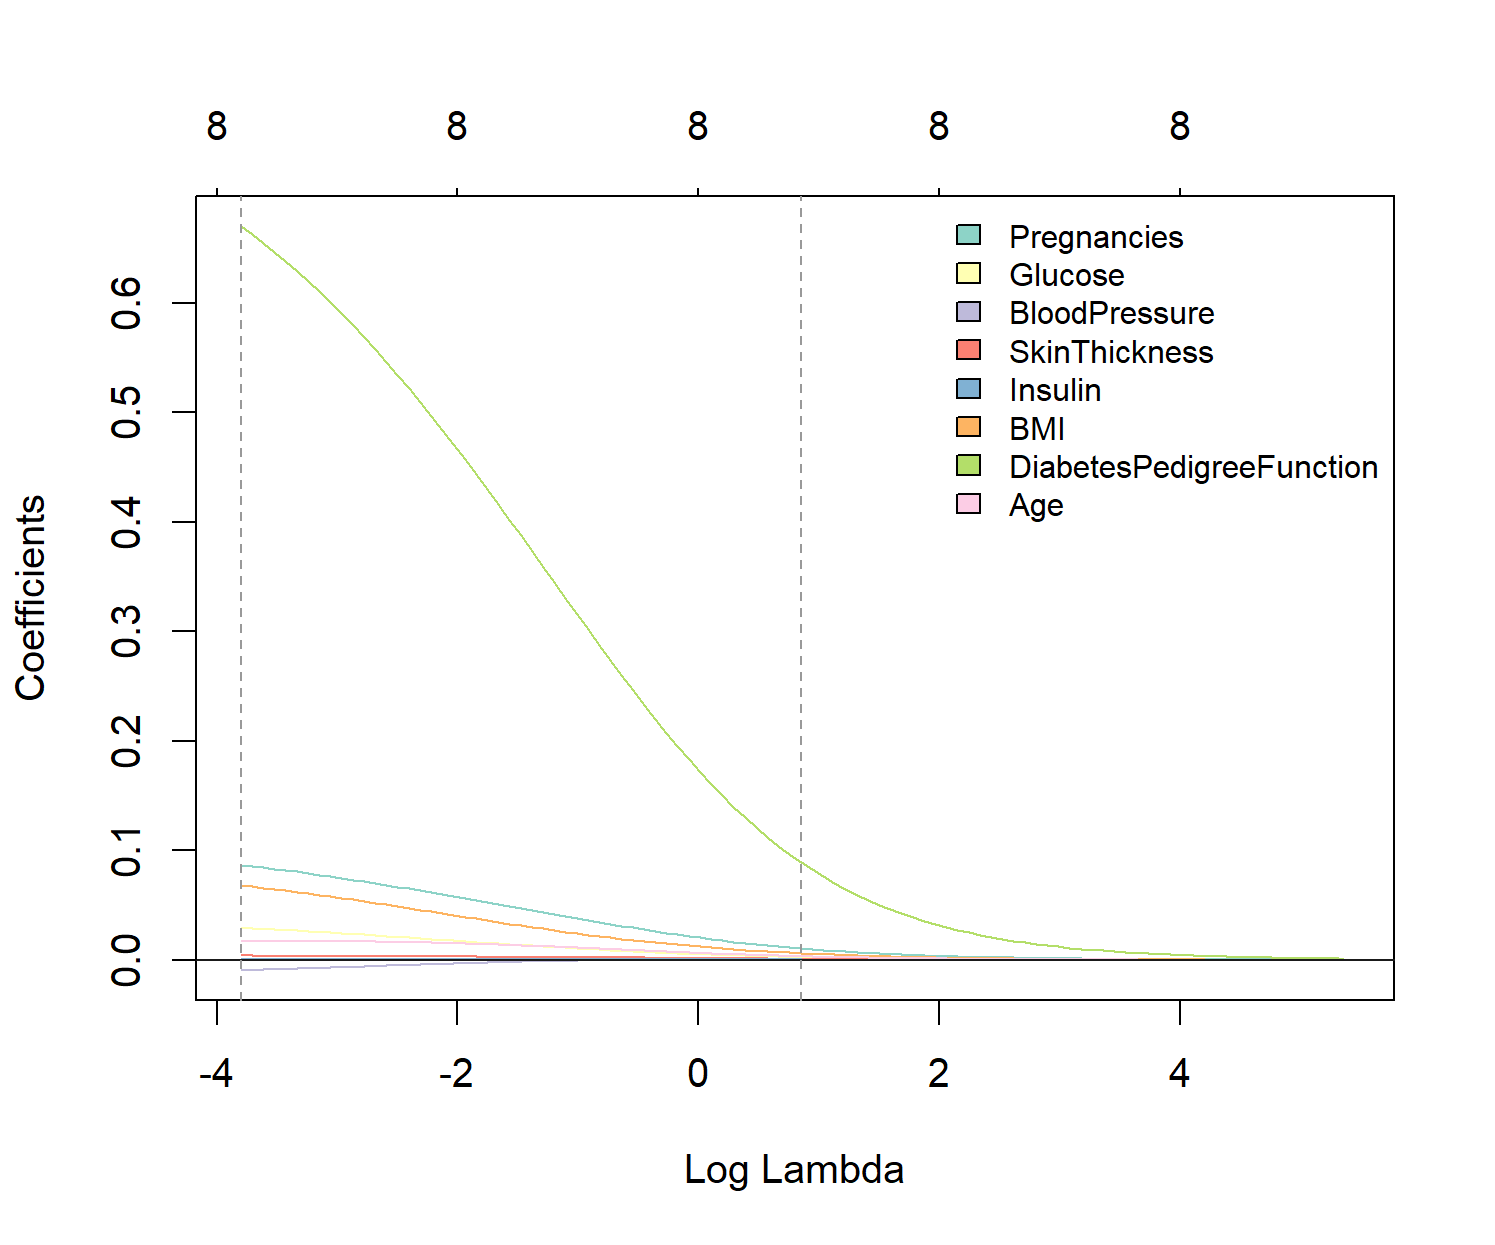 8 8 8 8 8
Pregnancies
Glucose
BloodPressure
SkinThickness
Insulin
BMI
DiabetesPedigreeFunction
Age
Coefficients
0.6
0.5
0.4
0.3
0.2
0.1
0.0
-4 -2 0 2 4
Log Lambda